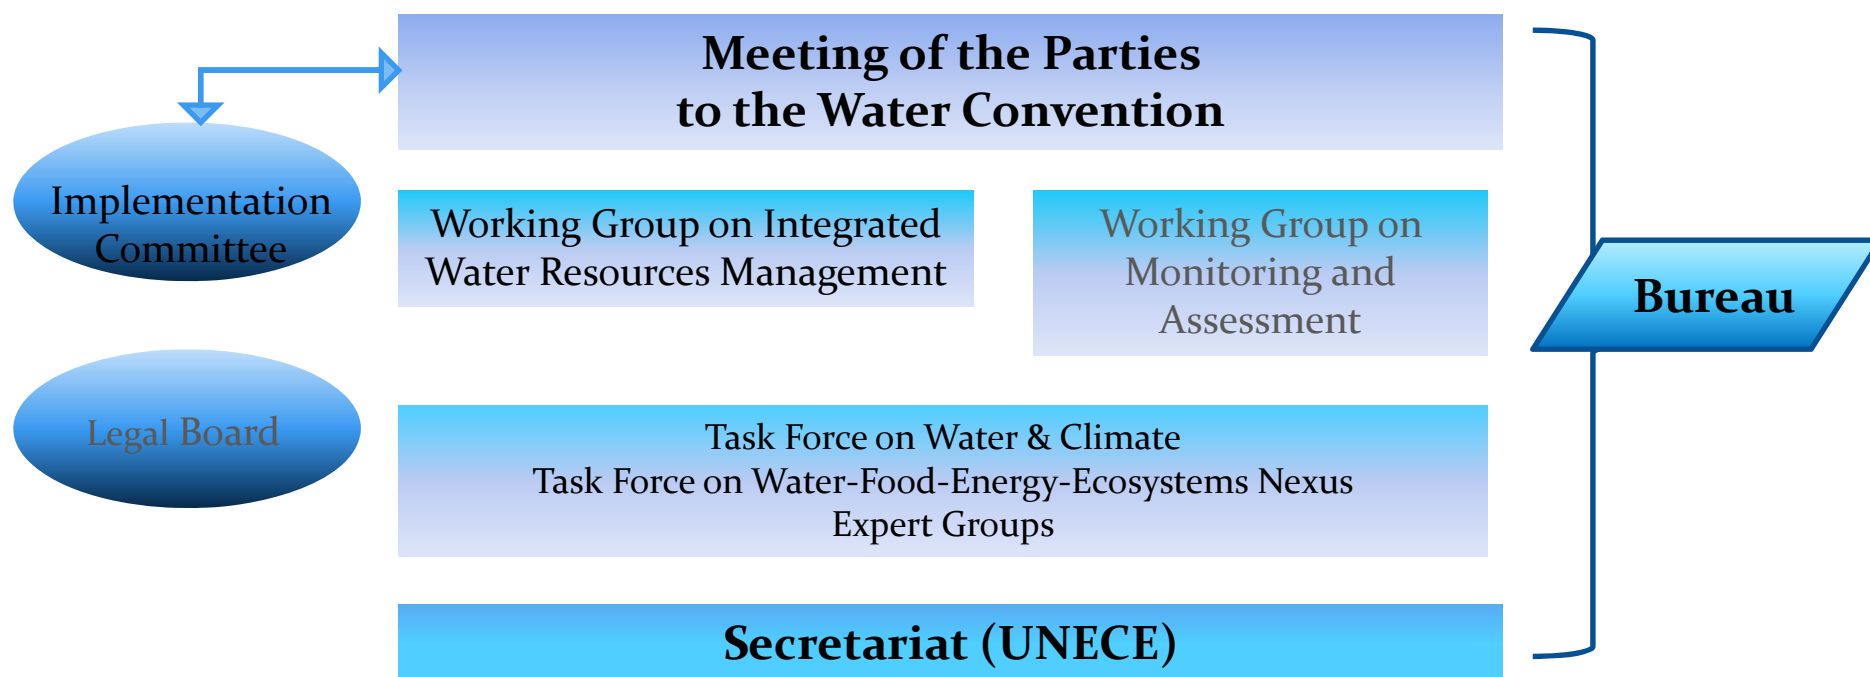 Meeting of the Parties
to the Water Convention
Implementation
Committee
Working Group on Integrated
Water Resources Management
Working Group on
Monitoring and
Assessment
Bureau
Legal Board
Task Force on Water & Climate
Task Force on Water-Food-Energy-Ecosystems Nexus
Expert Groups
Secretariat (UNECE)